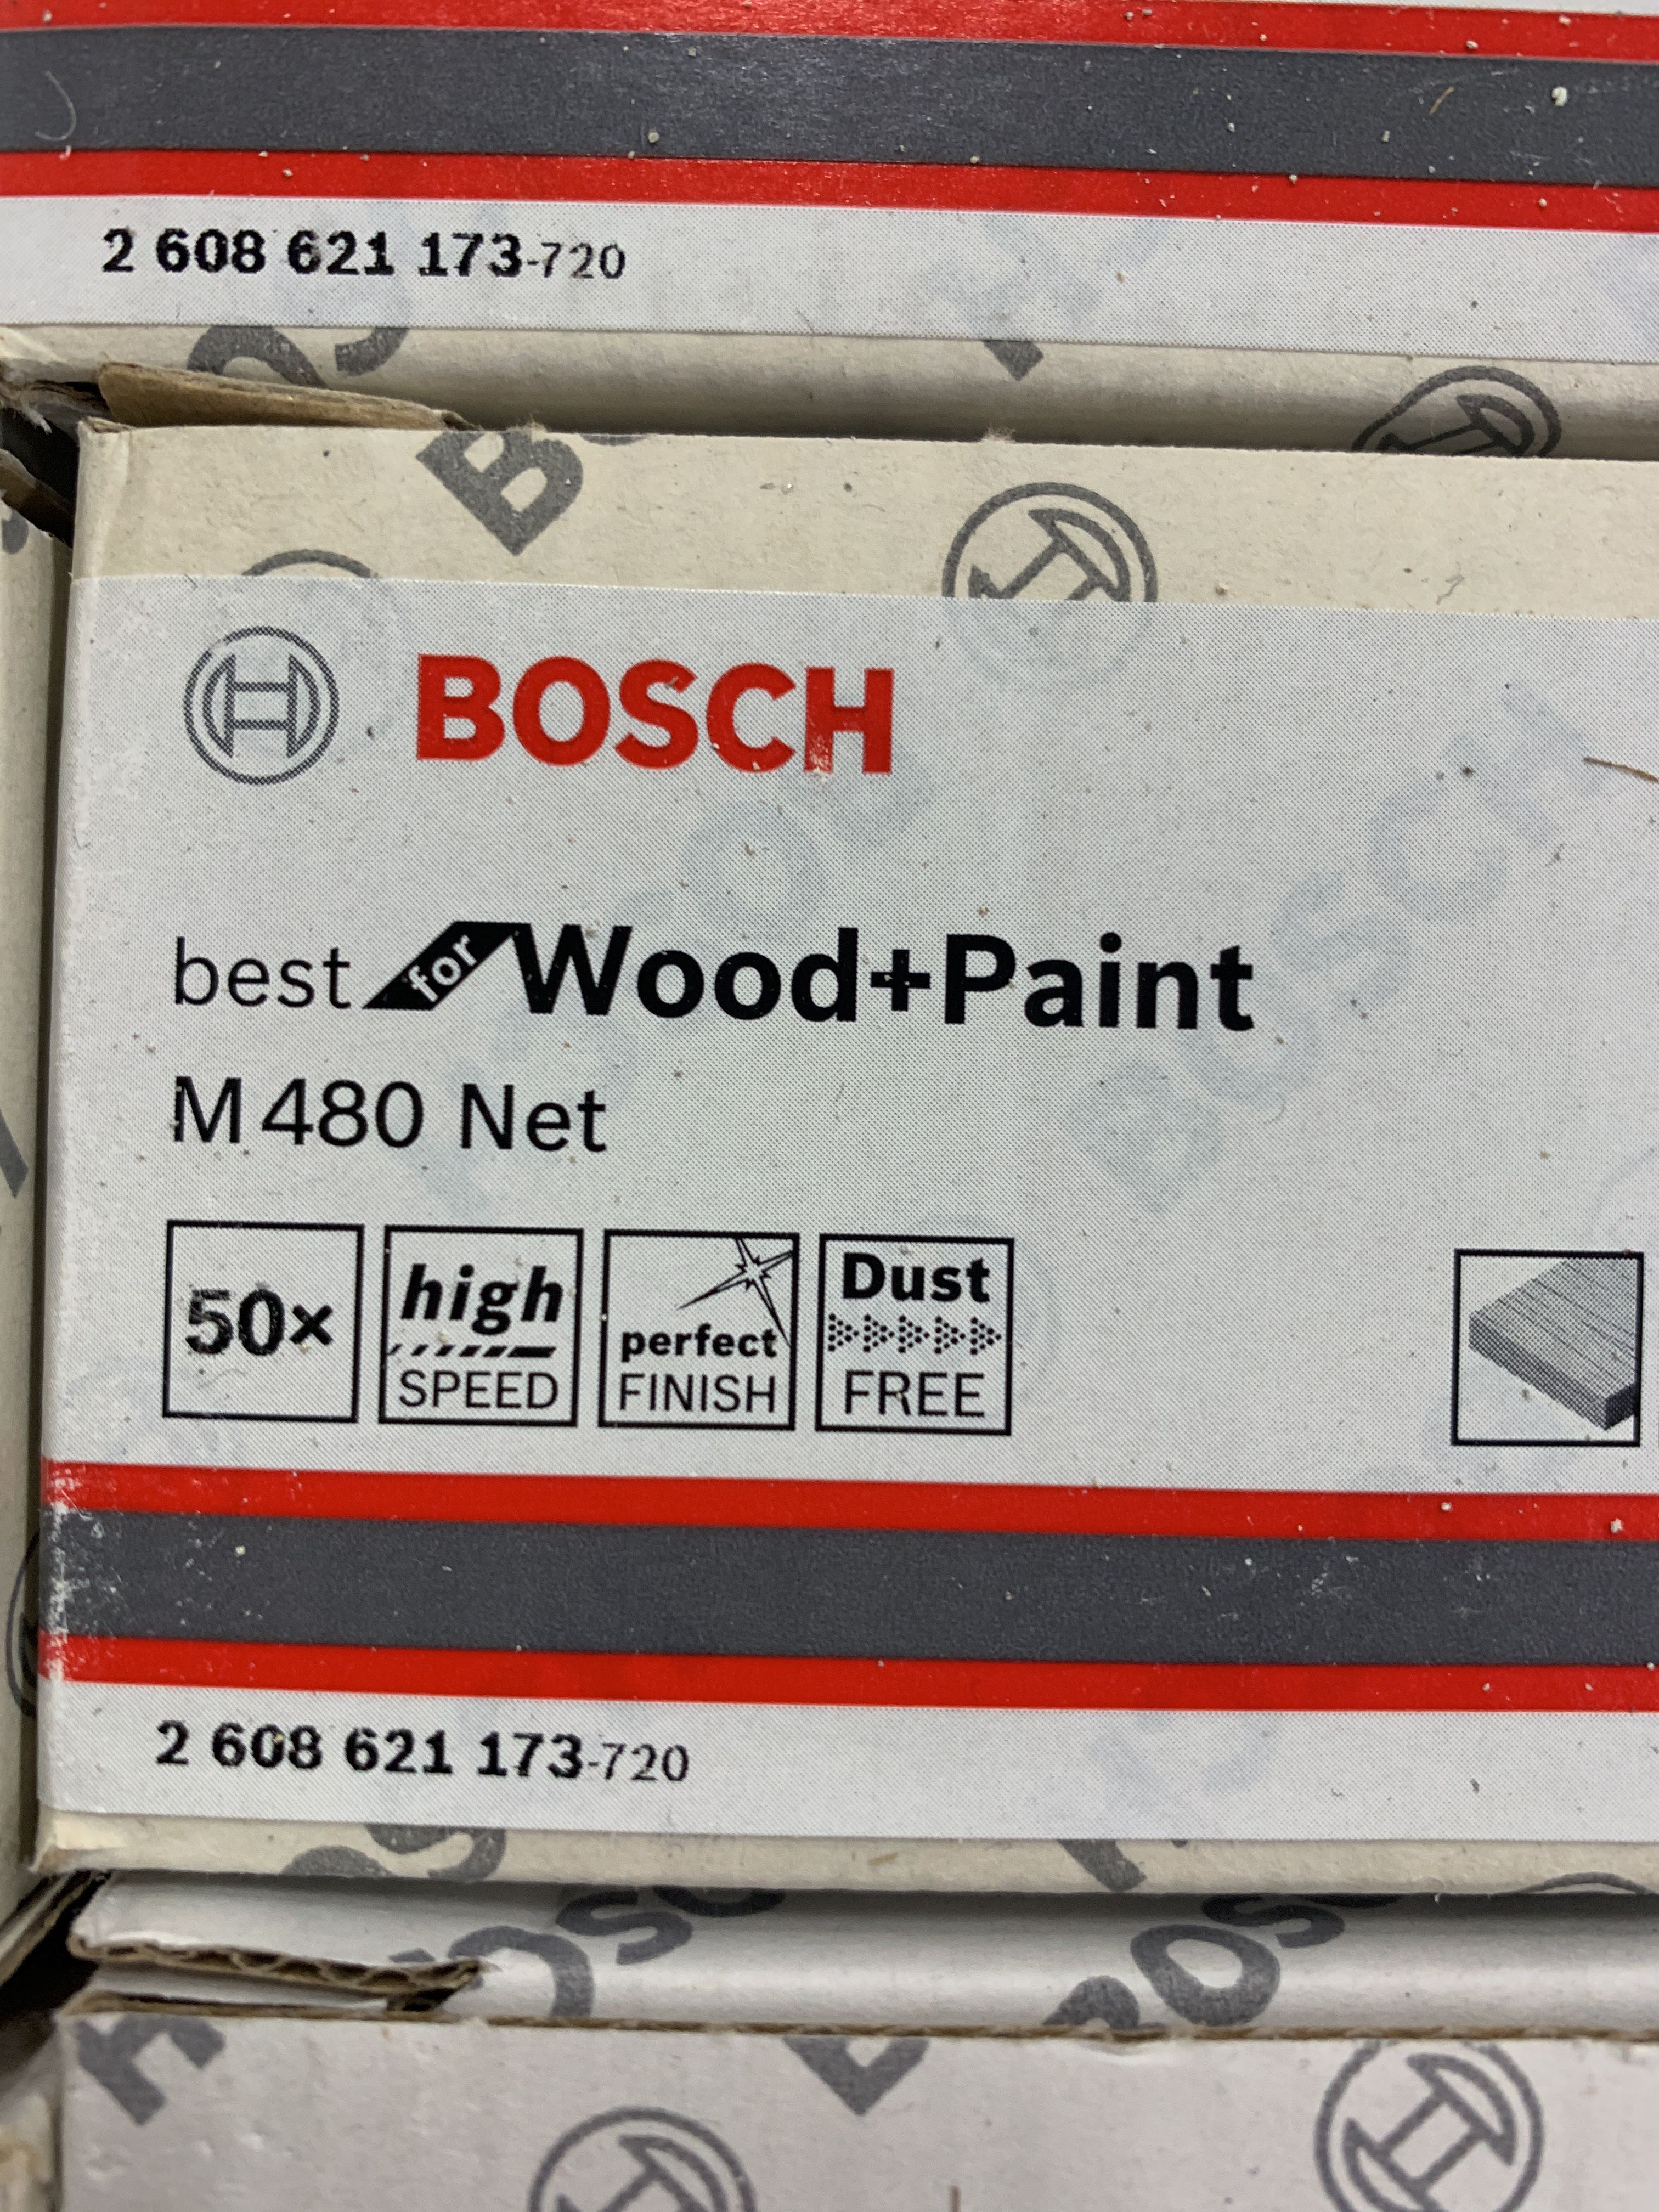 2 608 621 173-720
BOSCH
best for Wood+Paint
M 480 Net
50×
high
SPEED
perfect
FINISH
Dust
FREE
2 608 621 173-720